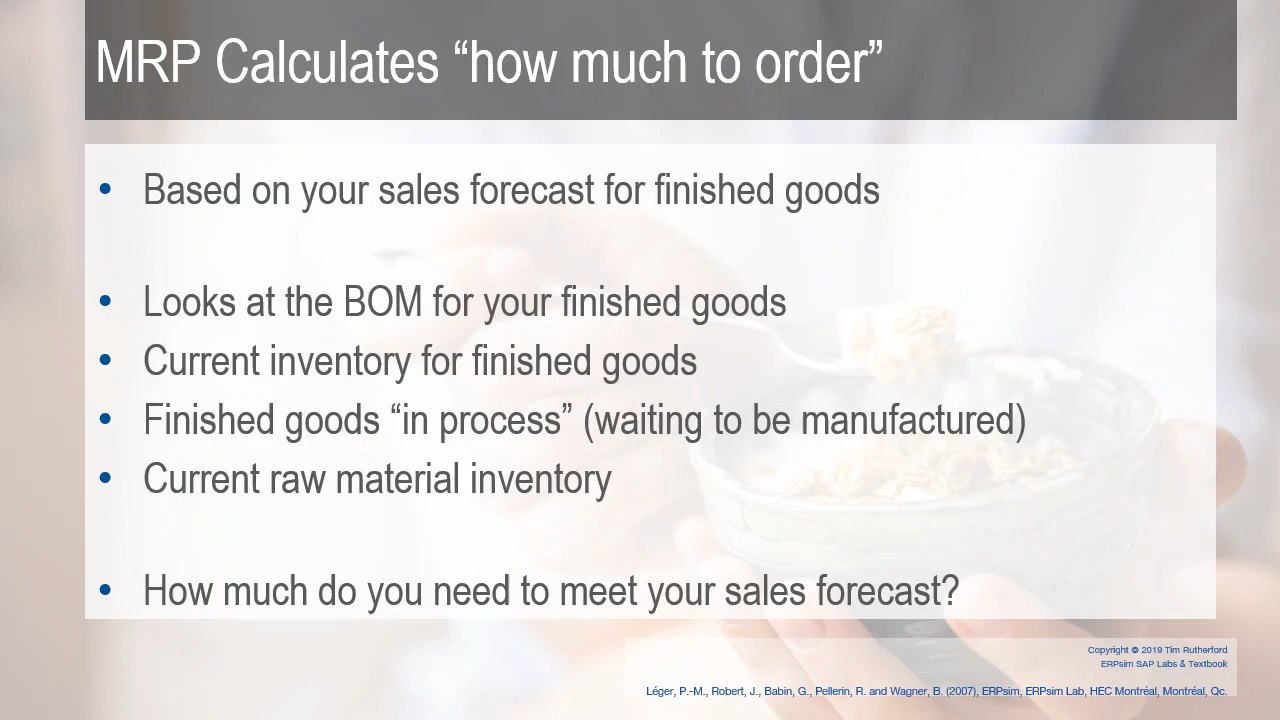 MRP Calculates “how much to order”
• Based on your sales forecast for finished goods
• Looks at the BOM for your finished goods
• Current inventory for finished goods
• Finished goods “in process” (waiting to be manufactured)
• Current raw material inventory
• How much do you need to meet your sales forecast?
Copyright © 2019 Tim Rutherford
ERPsim SAP Labs & Textbook
Léger, P.-M., Robert, J., Babin, G., Pellerin, R. and Wagner, B. (2007), ERPsim, ERPsim Lab, HEC Montréal, Montréal, Qc.